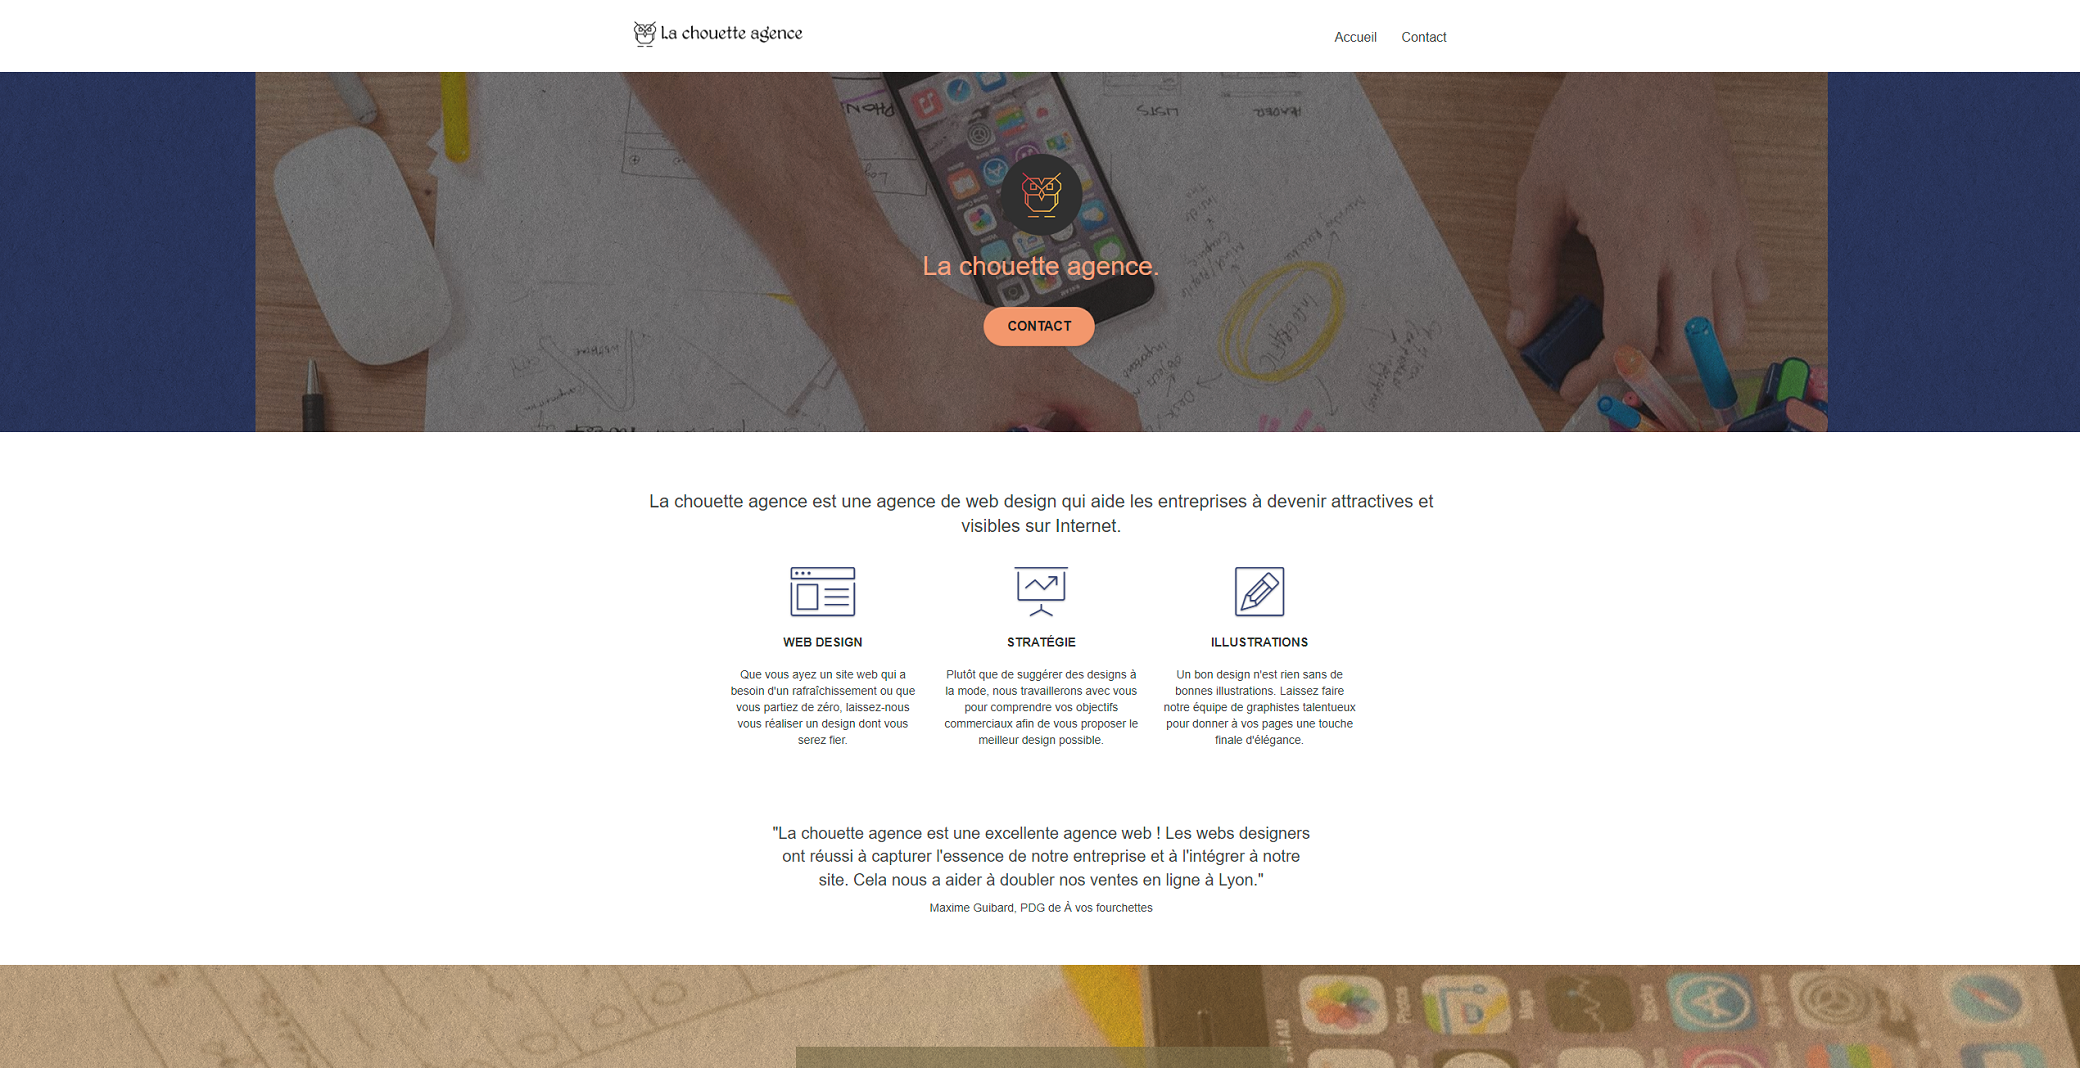 La chouette agence
Accueil
Contact
La chouette agence.
CONTACT
La chouette agence est une agence de web design qui aide les entreprises à devenir attractives et
visibles sur Internet.
WEB DESIGN
Que vous ayez un site web qui a
besoin d'un rafraîchissement ou que
vous partiez de zéro, laissez-nous
vous réaliser un design dont vous
serez fier.
STRATÉGIE
Plutôt que de suggérer des designs à
la mode, nous travaillerons avec vous
pour comprendre vos objectifs
commerciaux afin de vous proposer le
meilleur design possible.
ILLUSTRATIONS
Un bon design n'est rien sans de
bonnes illustrations. Laissez faire
notre équipe de graphistes talentueux
pour donner à vos pages une touche
finale d'élégance.
"La chouette agence est une excellente agence web ! Les webs designers
ont réussi à capturer l'essence de notre entreprise et à l'intégrer à notre
site. Cela nous a aider à doubler nos ventes en ligne à Lyon."
Maxime Guibard, PDG de À vos fourchettes